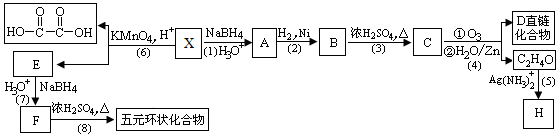 O O
HO OH
KMnO₄, H⁺
(6)
X
NaBH₄
(1)H₃O⁺
A
H₂, Ni
(2)
B
浓H₂SO₄, △
(3)
C
①O₃
②H₂O/Zn
(4)
D直链
化合物
C₂H₄O
Ag(NH₃)₂⁺
(5)
H
E
H₃O⁺
(7)
NaBH₄
F
浓H₂SO₄, △
(8)
五元环状化合物